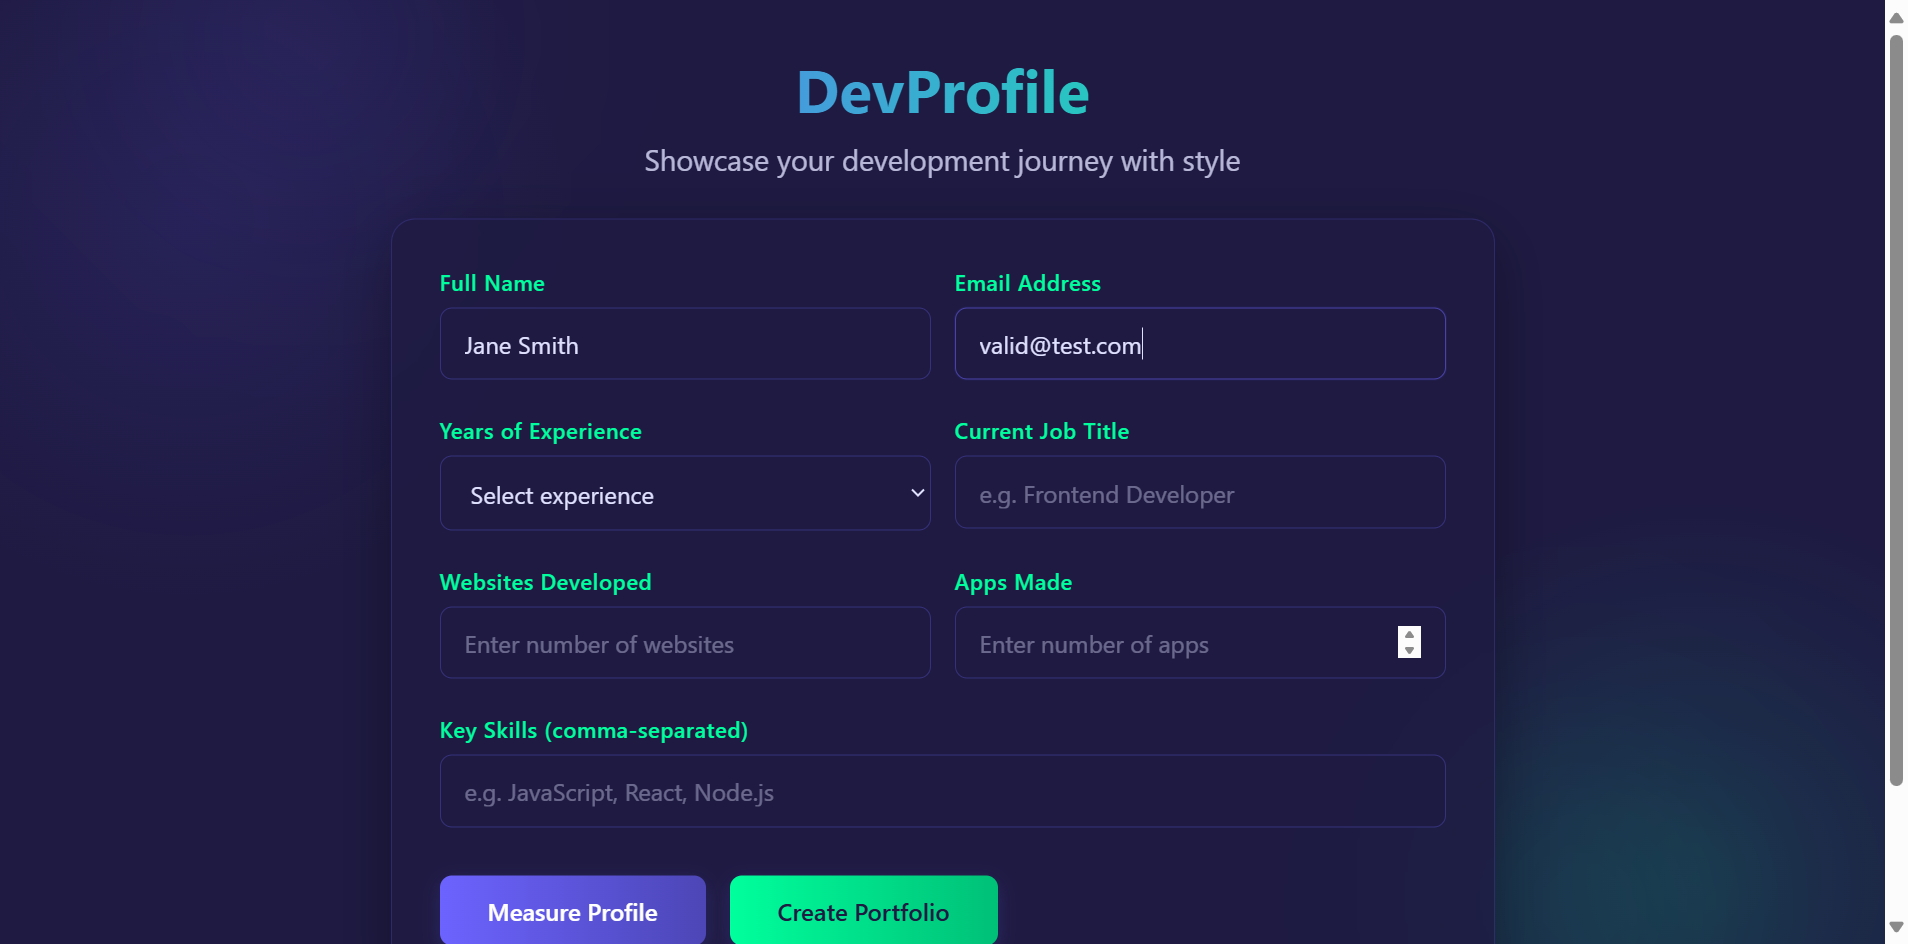 DevProfile
Showcase your development journey with style
Full Name
Email Address
Jane Smith
valid@test.com
Years of Experience
Current Job Title
Select experience
e.g. Frontend Developer
Websites Developed
Apps Made
Enter number of websites
Enter number of apps
Key Skills (comma-separated)
e.g. JavaScript, React, Node.js
Measure Profile
Create Portfolio